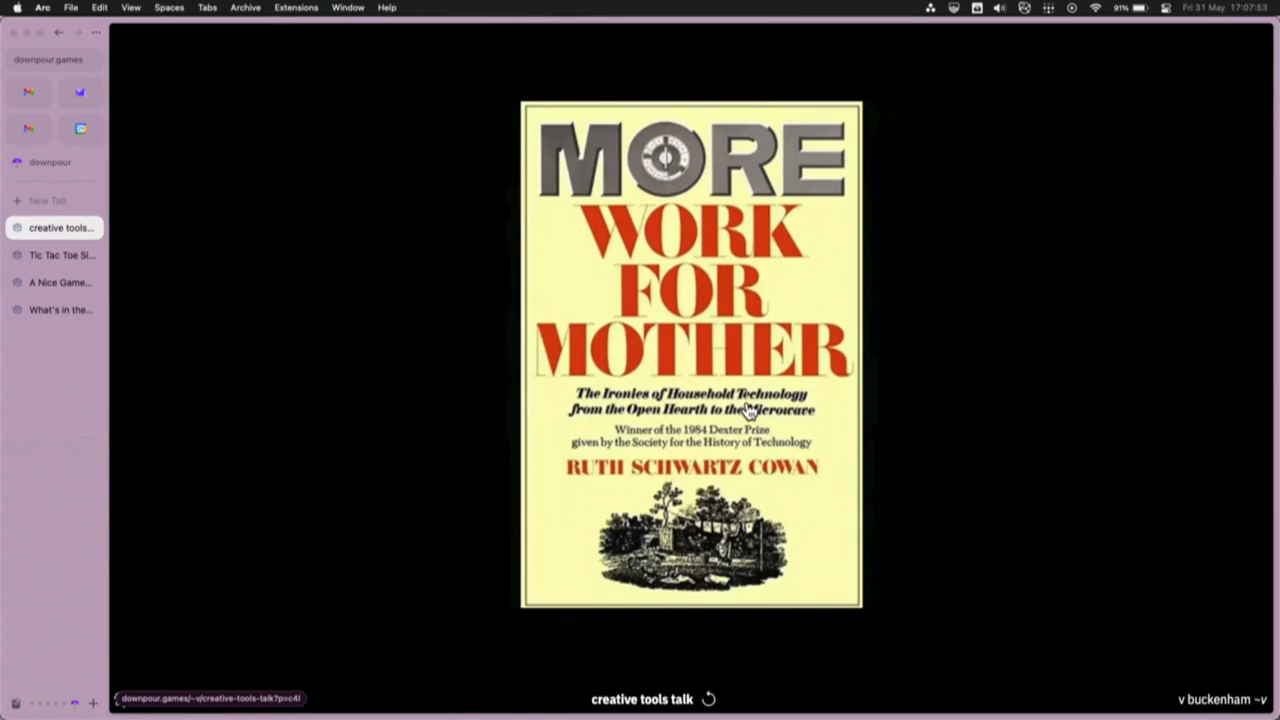 Arc File Edit View Spaces Tabs Archive Extensions Window Help
91% Fri 31 May 17:07:53
downpour.games
downpour
New Tab
creative tools...
Tic Tac Toe Si...
A Nice Game...
What's in the...
MORE
WORK
FOR
MOTHER
The Ironies of Household Technology
from the Open Hearth to the Microwave
Winner of the 1984 Dexter Prize
given by the Society for the History of Technology
RUTH SCHWARTZ COWAN
downpour.games/~v/creative-tools-talk?p=c4l
creative tools talk
v buckenham ~v